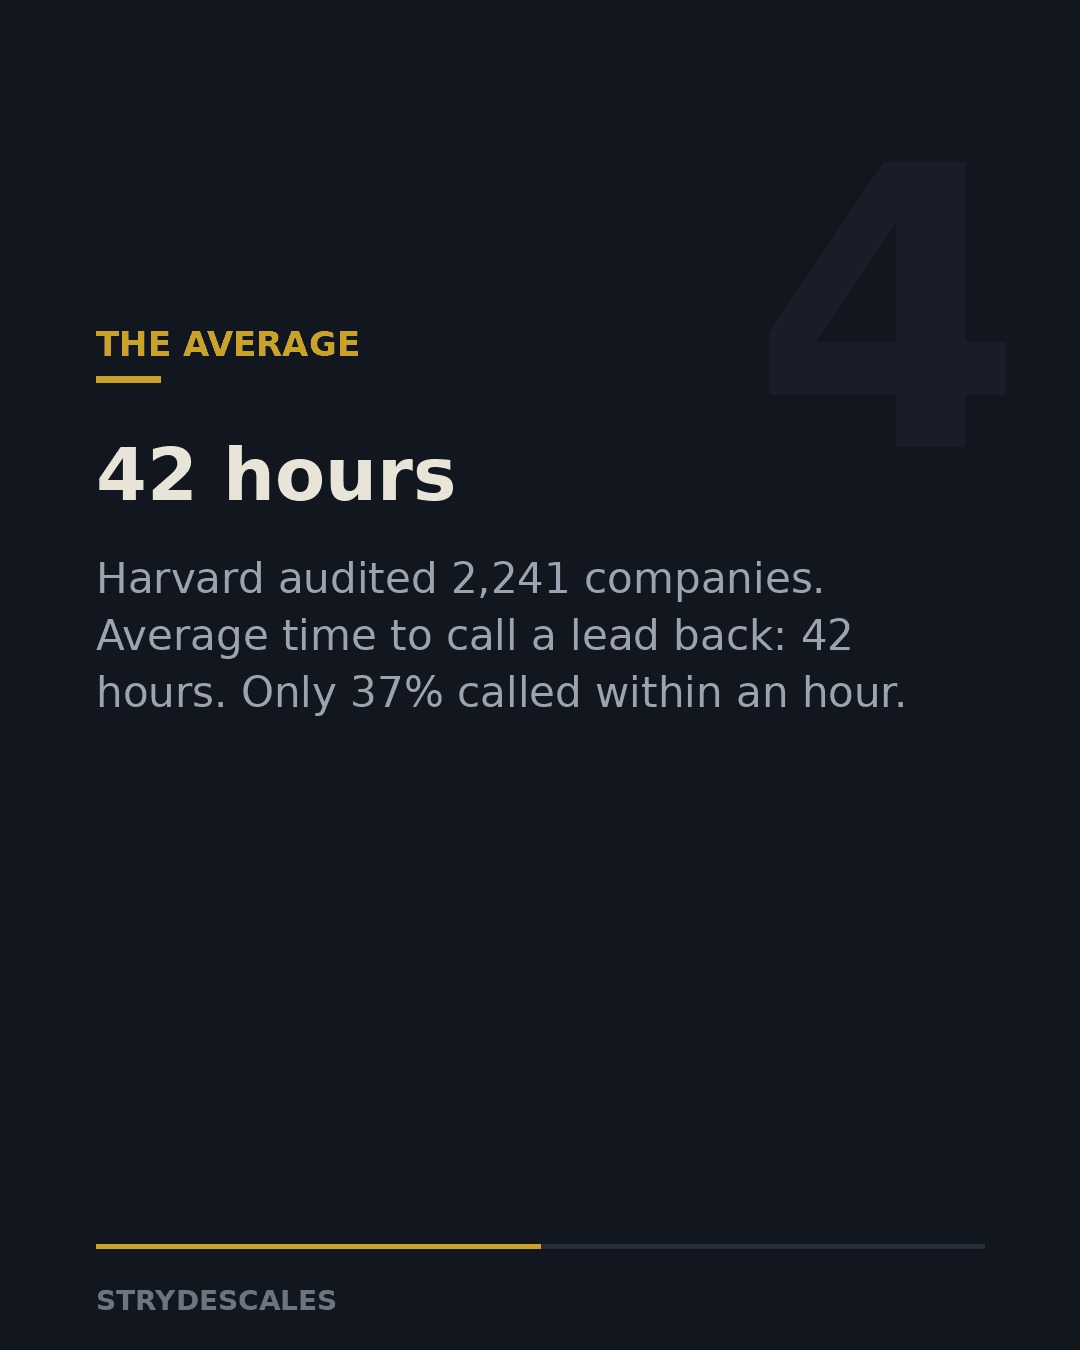 4
THE AVERAGE
42 hours
Harvard audited 2,241 companies.
Average time to call a lead back: 42
hours. Only 37% called within an hour.
STRYDESCALES